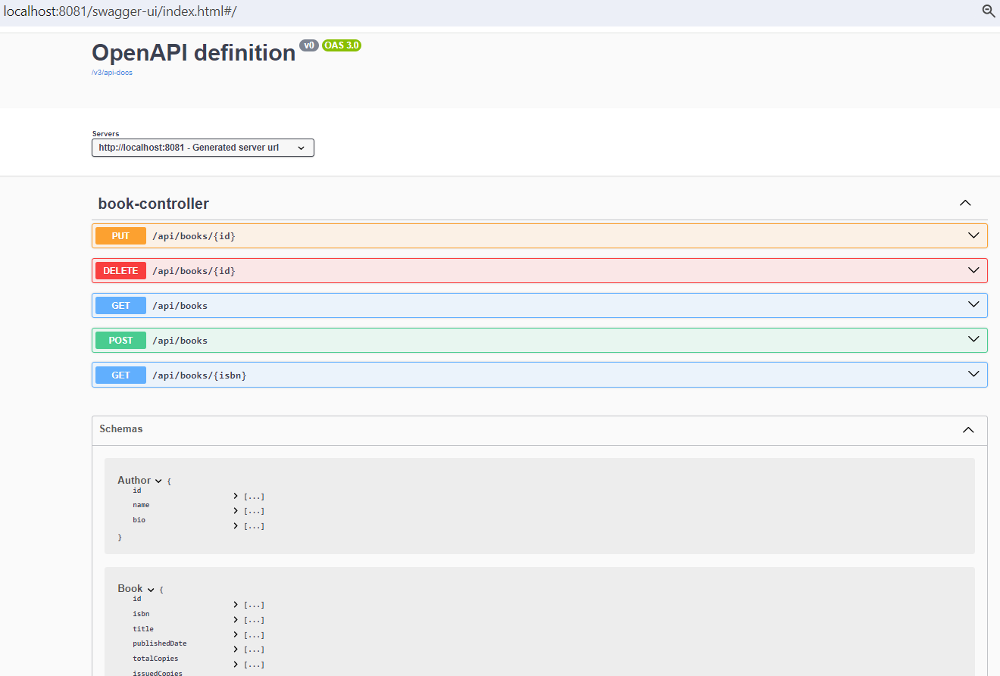 localhost:8081/swagger-ui/index.html#/
OpenAPI definition v0 OAS 3.0
/v3/api-docs
Servers
http://localhost:8081 - Generated server url
book-controller
PUT /api/books/{id}
DELETE /api/books/{id}
GET /api/books
POST /api/books
GET /api/books/{isbn}
Schemas
Author {
id [...]
name [...]
bio [...]
}
Book {
id [...]
isbn [...]
title [...]
publishedDate [...]
totalCopies [...]
issuedCopies